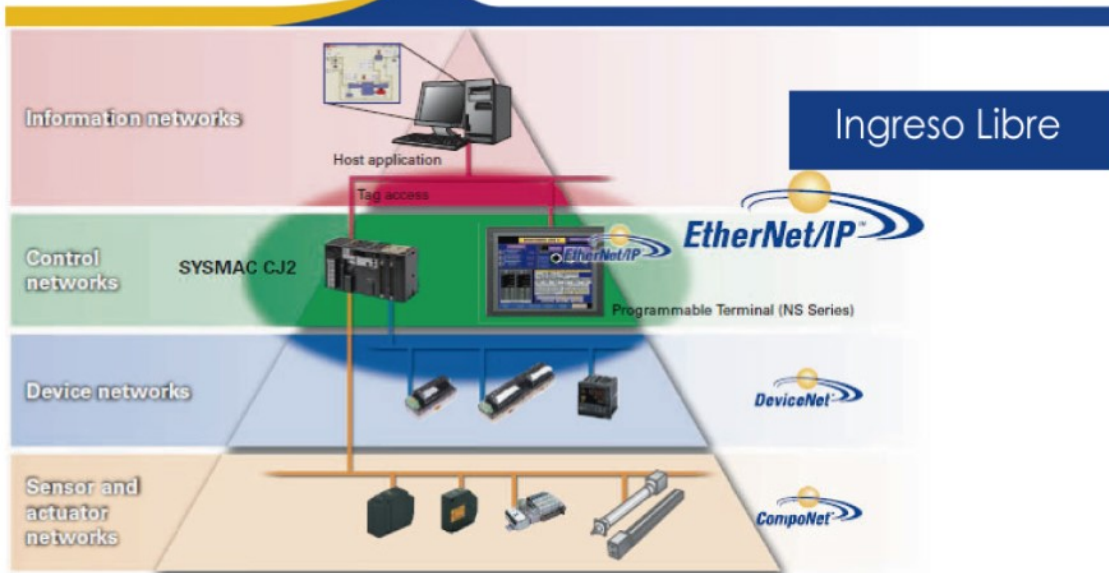 Information networks
Ingreso Libre
Host application
Tag access
EtherNet/IP™
Control
networks
SYSMAC CJ2
EtherNet/IP
Programmable Terminal (NS Series)
Device networks
DeviceNet
Sensor and
actuator
networks
CompoNet